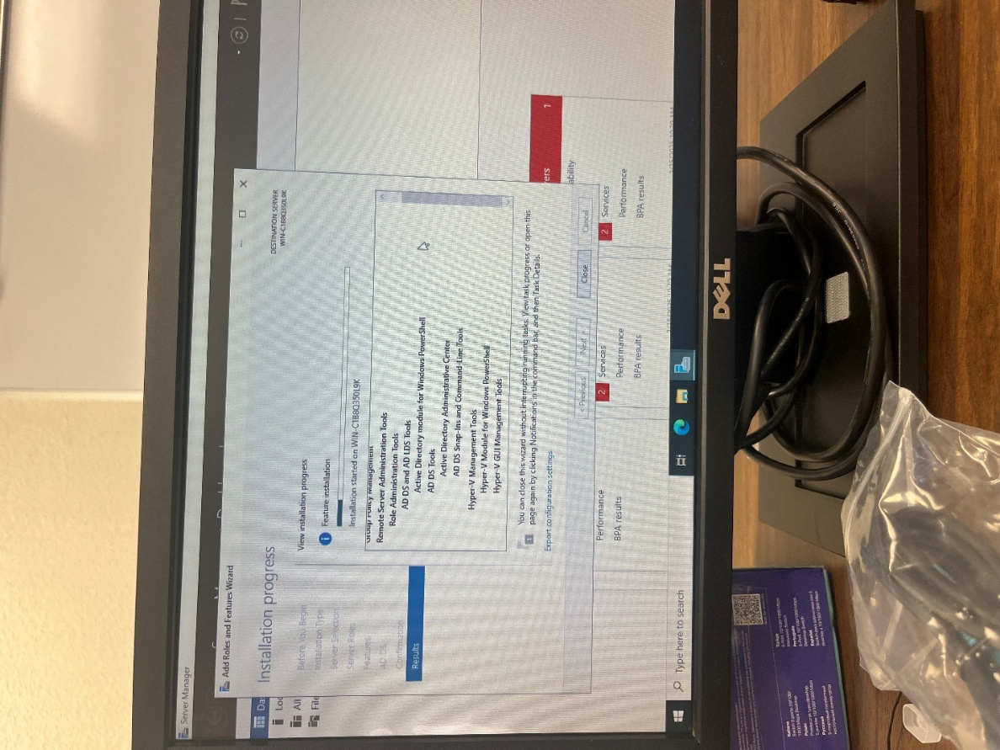 Server Manager
Add Roles and Features Wizard
Installation progress
DESTINATION SERVER
WIN-C1B8Q350L9K
Before You Begin
Installation Type
Server Selection
Server Roles
Features
AD DS
Confirmation
Results
View installation progress
Feature installation
Installation started on WIN-C1B8Q350L9K
Group Policy Management
Remote Server Administration Tools
Role Administration Tools
AD DS and AD LDS Tools
Active Directory module for Windows PowerShell
AD DS Tools
Active Directory Administrative Center
AD DS Snap-Ins and Command-Line Tools
Hyper-V Management Tools
Hyper-V Module for Windows PowerShell
Hyper-V GUI Management Tools
You can close this wizard without interrupting running tasks. View task progress or open this
page again by clicking Notifications in the command bar, and then Task Details.
Export configuration settings
< Previous
Next >
Close
Cancel
Da
Loc
All
File
ers
1
ability
Performance
BPA results
2 Services
Performance
BPA results
2 Services
Performance
BPA results
Type here to search
DELL